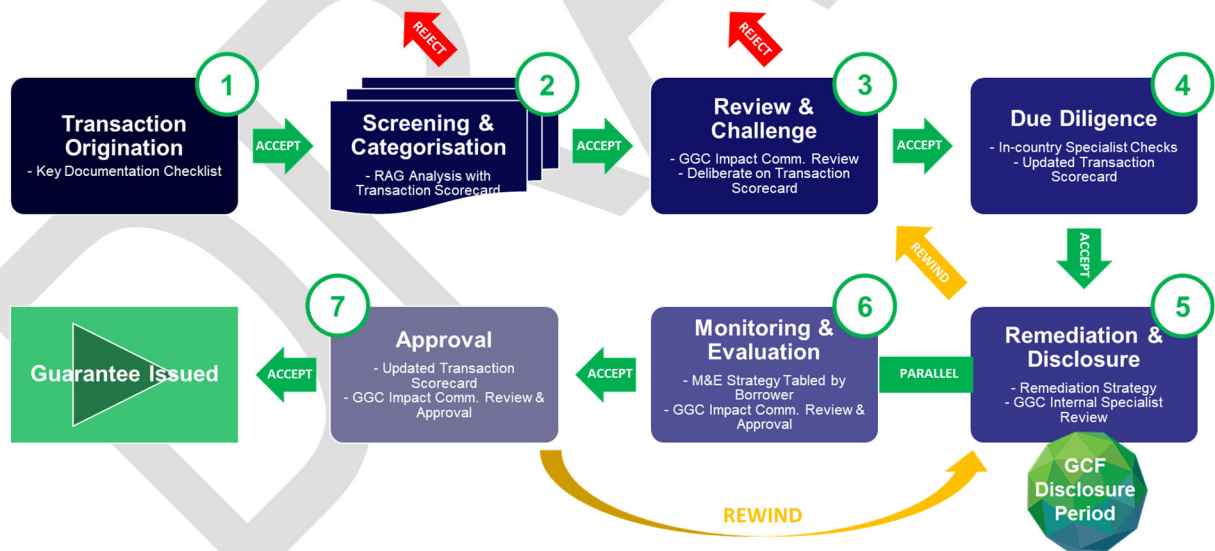 REJECT
REJECT
1
Transaction
Origination
- Key Documentation Checklist
ACCEPT
2
Screening &
Categorisation
- RAG Analysis with
Transaction Scorecard
ACCEPT
3
Review &
Challenge
- GGC Impact Comm. Review
- Deliberate on Transaction
Scorecard
ACCEPT
4
Due Diligence
- In-country Specialist Checks
- Updated Transaction
Scorecard
ACCEPT
REWIND
5
Remediation &
Disclosure
- Remediation Strategy
- GGC Internal Specialist
Review
GCF
Disclosure
Period
PARALLEL
6
Monitoring &
Evaluation
- M&E Strategy Tabled by
Borrower
- GGC Impact Comm. Review &
Approval
ACCEPT
7
Approval
- Updated Transaction
Scorecard
- GGC Impact Comm. Review &
Approval
ACCEPT
Guarantee Issued
REWIND